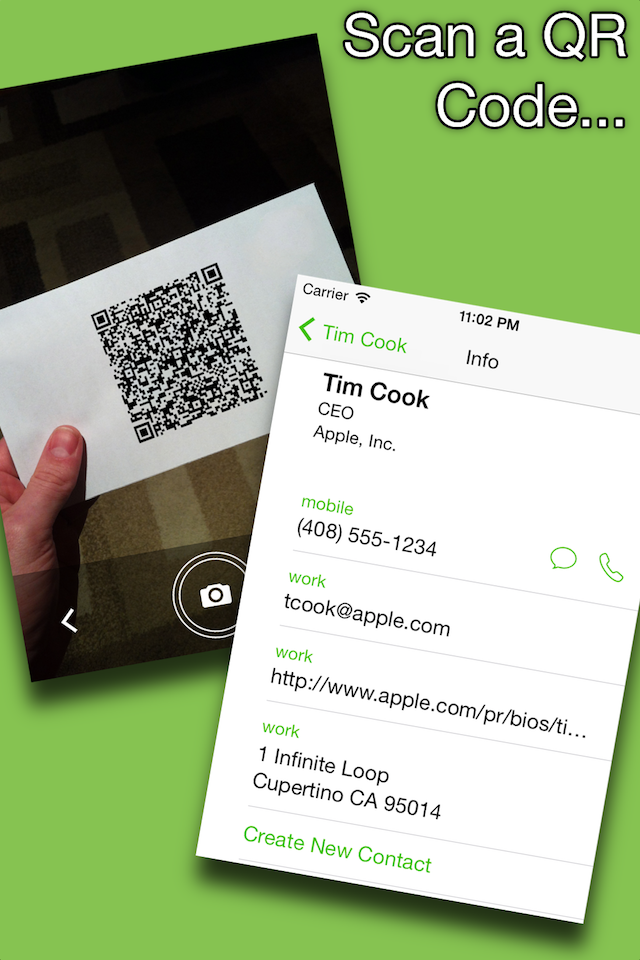 Scan a QR
Code...
Carrier
11:02 PM
Tim Cook
Info
Tim Cook
CEO
Apple, Inc.
mobile
(408) 555-1234
work
tcook@apple.com
work
http://www.apple.com/pr/bios/ti...
work
1 Infinite Loop
Cupertino CA 95014
Create New Contact